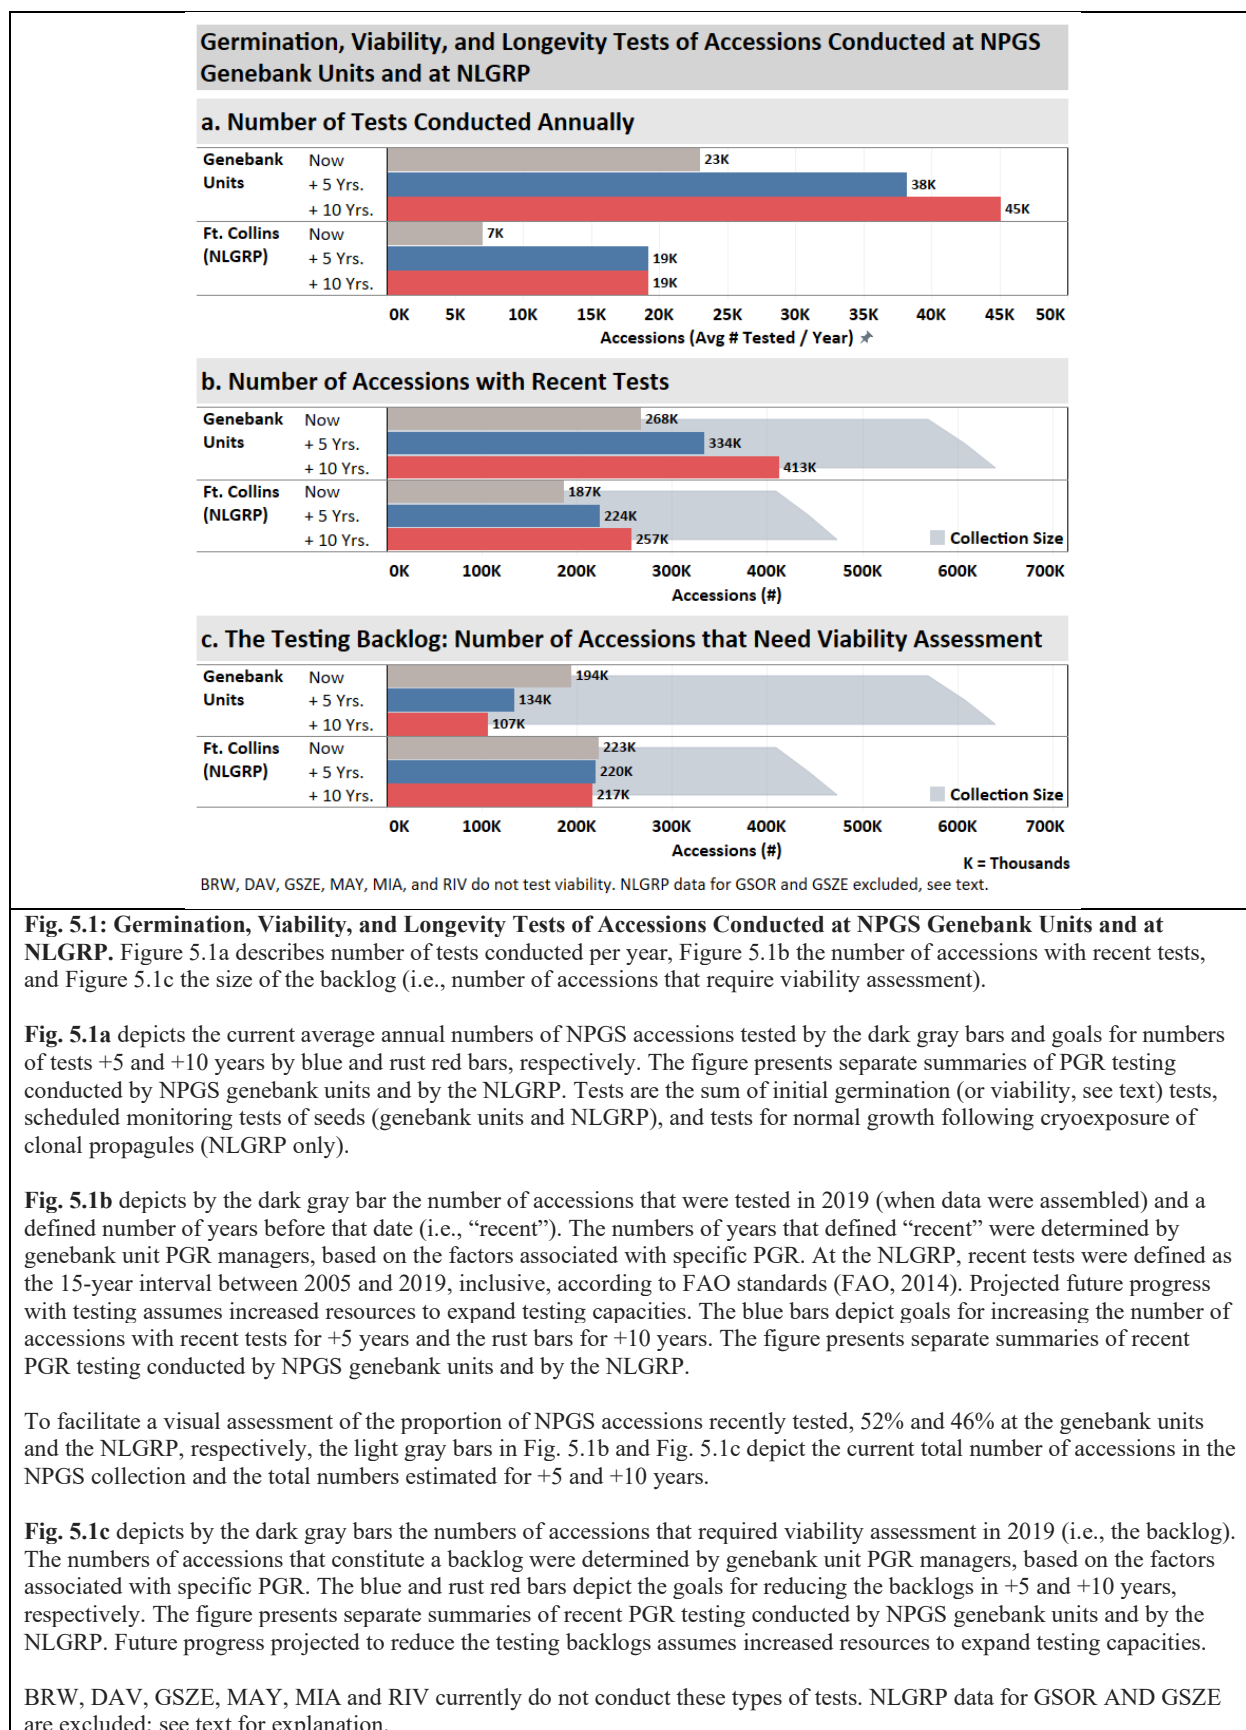 Germination, Viability, and Longevity Tests of Accessions Conducted at NPGS
Genebank Units and at NLGRP
a. Number of Tests Conducted Annually
Genebank Units
Now 23K
+ 5 Yrs. 38K
+ 10 Yrs. 45K
Ft. Collins (NLGRP)
Now 7K
+ 5 Yrs. 19K
+ 10 Yrs. 19K
0K 5K 10K 15K 20K 25K 30K 35K 40K 45K 50K
Accessions (Avg # Tested / Year)
b. Number of Accessions with Recent Tests
Genebank Units
Now 268K
+ 5 Yrs. 334K
+ 10 Yrs. 413K
Ft. Collins (NLGRP)
Now 187K
+ 5 Yrs. 224K
+ 10 Yrs. 257K
Collection Size
0K 100K 200K 300K 400K 500K 600K 700K
Accessions (#)
c. The Testing Backlog: Number of Accessions that Need Viability Assessment
Genebank Units
Now 194K
+ 5 Yrs. 134K
+ 10 Yrs. 107K
Ft. Collins (NLGRP)
Now 223K
+ 5 Yrs. 220K
+ 10 Yrs. 217K
Collection Size
0K 100K 200K 300K 400K 500K 600K 700K
Accessions (#)
K = Thousands
BRW, DAV, GSZE, MAY, MIA, and RIV do not test viability. NLGRP data for GSOR and GSZE excluded, see text.
Fig. 5.1: Germination, Viability, and Longevity Tests of Accessions Conducted at NPGS Genebank Units and at
NLGRP. Figure 5.1a describes number of tests conducted per year, Figure 5.1b the number of accessions with recent tests,
and Figure 5.1c the size of the backlog (i.e., number of accessions that require viability assessment).
Fig. 5.1a depicts the current average annual numbers of NPGS accessions tested by the dark gray bars and goals for numbers
of tests +5 and +10 years by blue and rust red bars, respectively. The figure presents separate summaries of PGR testing
conducted by NPGS genebank units and by the NLGRP. Tests are the sum of initial germination (or viability, see text) tests,
scheduled monitoring tests of seeds (genebank units and NLGRP), and tests for normal growth following cryoexposure of
clonal propagules (NLGRP only).
Fig. 5.1b depicts by the dark gray bar the number of accessions that were tested in 2019 (when data were assembled) and a
defined number of years before that date (i.e., “recent”). The numbers of years that defined “recent” were determined by
genebank unit PGR managers, based on the factors associated with specific PGR. At the NLGRP, recent tests were defined as
the 15-year interval between 2005 and 2019, inclusive, according to FAO standards (FAO, 2014). Projected future progress
with testing assumes increased resources to expand testing capacities. The blue bars depict goals for increasing the number of
accessions with recent tests for +5 years and the rust bars for +10 years. The figure presents separate summaries of recent
PGR testing conducted by NPGS genebank units and by the NLGRP.
To facilitate a visual assessment of the proportion of NPGS accessions recently tested, 52% and 46% at the genebank units
and the NLGRP, respectively, the light gray bars in Fig. 5.1b and Fig. 5.1c depict the current total number of accessions in the
NPGS collection and the total numbers estimated for +5 and +10 years.
Fig. 5.1c depicts by the dark gray bars the numbers of accessions that required viability assessment in 2019 (i.e., the backlog).
The numbers of accessions that constitute a backlog were determined by genebank unit PGR managers, based on the factors
associated with specific PGR. The blue and rust red bars depict the goals for reducing the backlogs in +5 and +10 years,
respectively. The figure presents separate summaries of recent PGR testing conducted by NPGS genebank units and by the
NLGRP. Future progress projected to reduce the testing backlogs assumes increased resources to expand testing capacities.
BRW, DAV, GSZE, MAY, MIA and RIV currently do not conduct these types of tests. NLGRP data for GSOR AND GSZE
are excluded; see text for explanation.